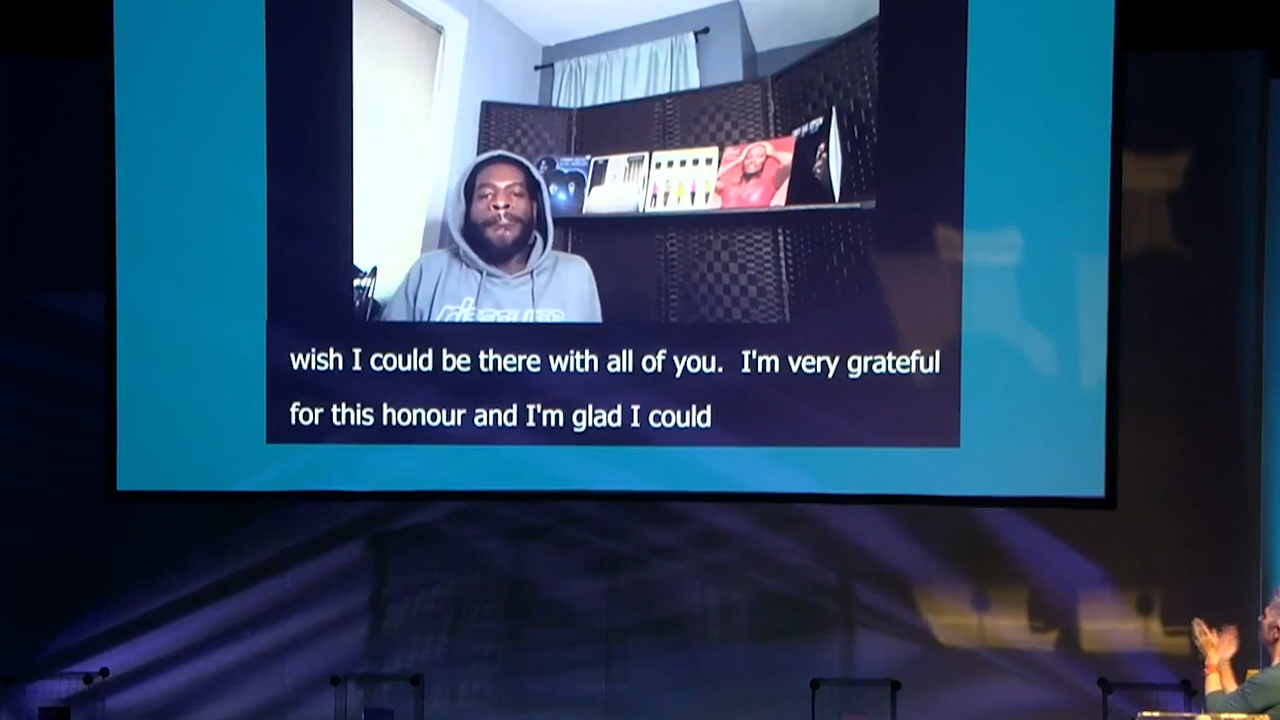 wish I could be there with all of you.  I'm very grateful
for this honour and I'm glad I could